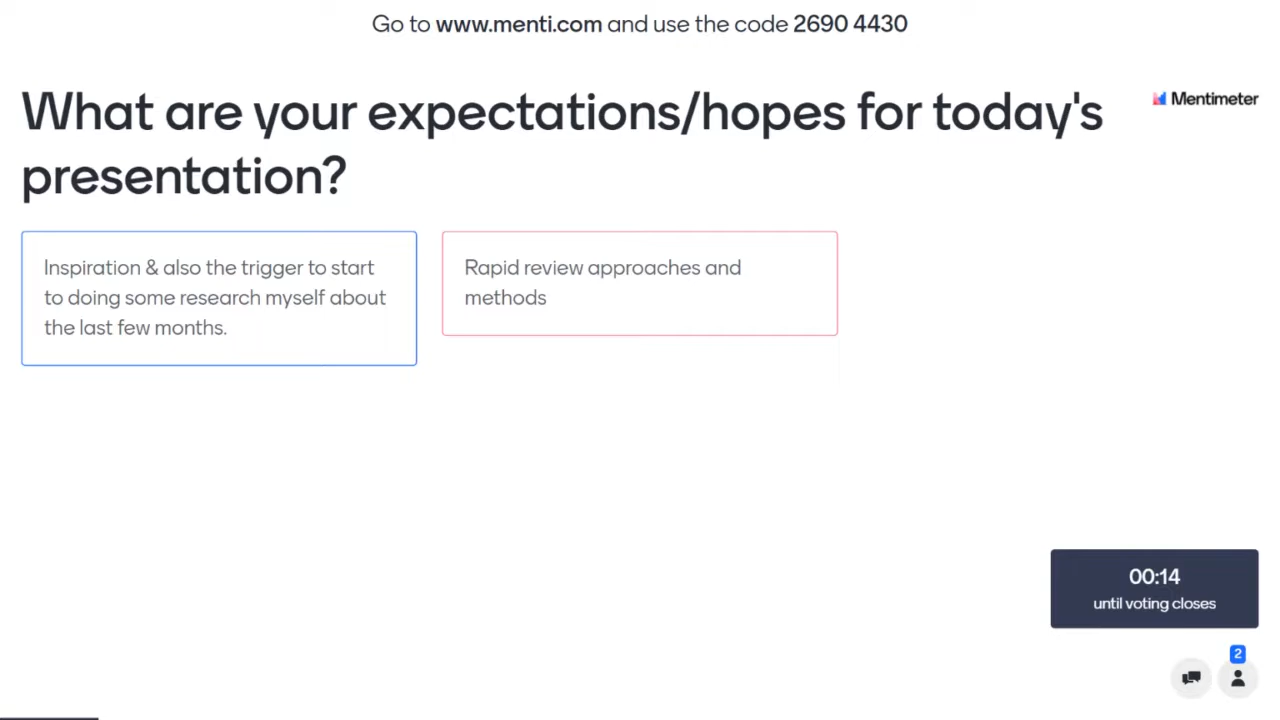 Go to www.menti.com and use the code 2690 4430
What are your expectations/hopes for today's
presentation?
Mentimeter
Inspiration & also the trigger to start
to doing some research myself about
the last few months.
Rapid review approaches and
methods
00:14
until voting closes
2